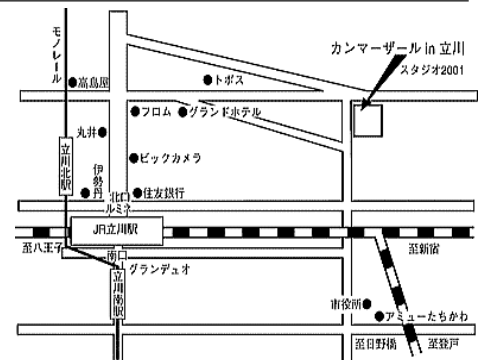 モノレール
カンマーザール in 立川
スタジオ2001
高島屋
トポス
フロム
グランドホテル
丸井
ビックカメラ
立川北駅
伊勢丹
住友銀行
北口
ルミネ
JR立川駅
至八王子
至新宿
南口
グランデュオ
立川南駅
市役所
アミューたちかわ
至日野橋
至登戸